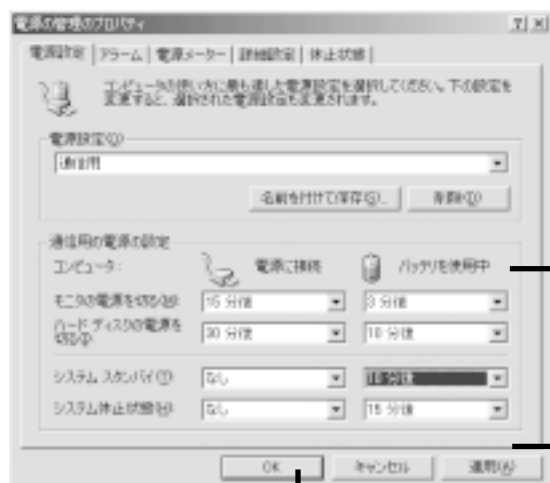 電源の管理のプロパティ
電源設定 アラーム 電源メーター 詳細設定 休止状態
コンピュータの使い方に最も適した電源設定を選択してください。下の設定を
変更すると、選択された電源設定も変更されます。
電源設定(O)
通信用
名前を付けて保存(S)... 削除(D)
通信用の電源の設定
コンピュータ: 電源に接続 バッテリを使用中
モニタの電源を切る(M): 15 分後 3 分後
ハード ディスクの電源を
切る(I): 30 分後 10 分後
システム スタンバイ(T): なし 10 分後
システム休止状態(H): なし 15 分後
OK キャンセル 適用(A)